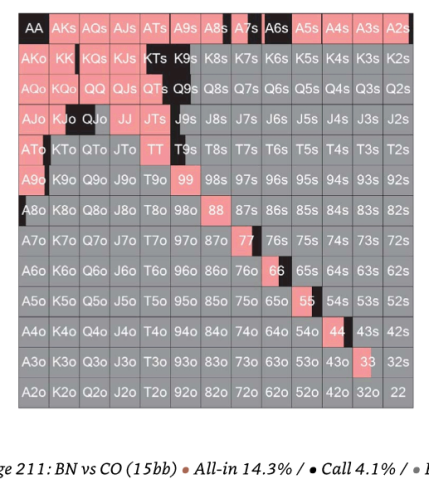 AA AKs AQs AJs ATs A9s A8s A7s A6s A5s A4s A3s A2s
AKo KK KQs KJs KTs K9s K8s K7s K6s K5s K4s K3s K2s
AQo KQo QQ QJs QTs Q9s Q8s Q7s Q6s Q5s Q4s Q3s Q2s
AJo KJo QJo JJ JTs J9s J8s J7s J6s J5s J4s J3s J2s
ATo KTo QTo JTo TT T9s T8s T7s T6s T5s T4s T3s T2s
A9o K9o Q9o J9o T9o 99 98s 97s 96s 95s 94s 93s 92s
A8o K8o Q8o J8o T8o 98o 88 87s 86s 85s 84s 83s 82s
A7o K7o Q7o J7o T7o 97o 87o 77 76s 75s 74s 73s 72s
A6o K6o Q6o J6o T6o 96o 86o 76o 66 65s 64s 63s 62s
A5o K5o Q5o J5o T5o 95o 85o 75o 65o 55 54s 53s 52s
A4o K4o Q4o J4o T4o 94o 84o 74o 64o 54o 44 43s 42s
A3o K3o Q3o J3o T3o 93o 83o 73o 63o 53o 43o 33 32s
A2o K2o Q2o J2o T2o 92o 82o 72o 62o 52o 42o 32o 22
ge 211: BN vs CO (15bb) • All-in 14.3% / • Call 4.1% / •